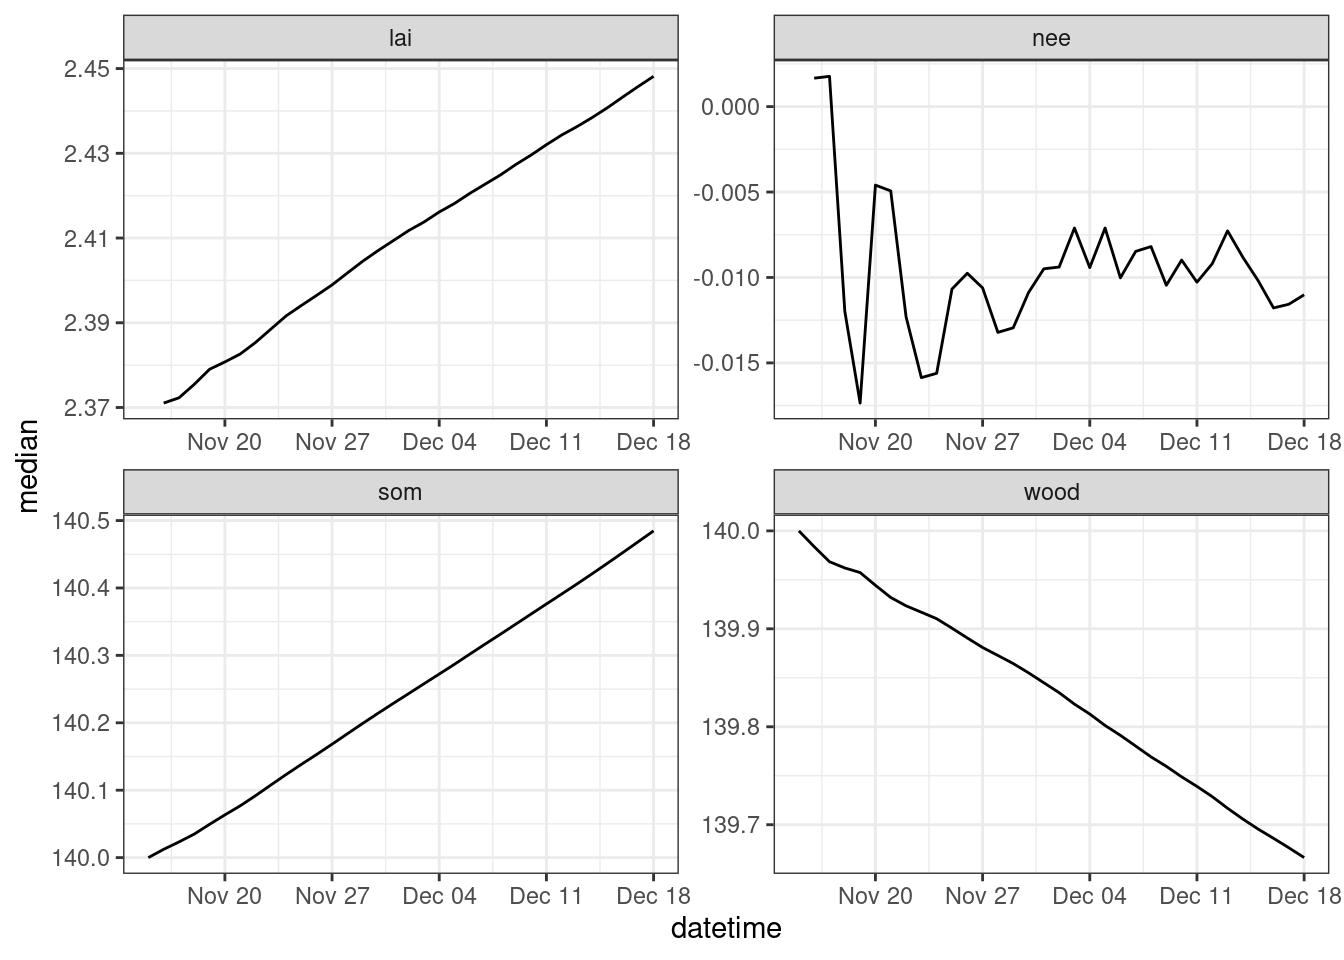 lai
nee
2.45
2.43
2.41
2.39
2.37
0.000
-0.005
-0.010
-0.015
Nov 20 Nov 27 Dec 04 Dec 11 Dec 18
Nov 20 Nov 27 Dec 04 Dec 11 Dec 18
median
som
wood
140.5
140.4
140.3
140.2
140.1
140.0
140.0
139.9
139.8
139.7
Nov 20 Nov 27 Dec 04 Dec 11 Dec 18
Nov 20 Nov 27 Dec 04 Dec 11 Dec 18
datetime